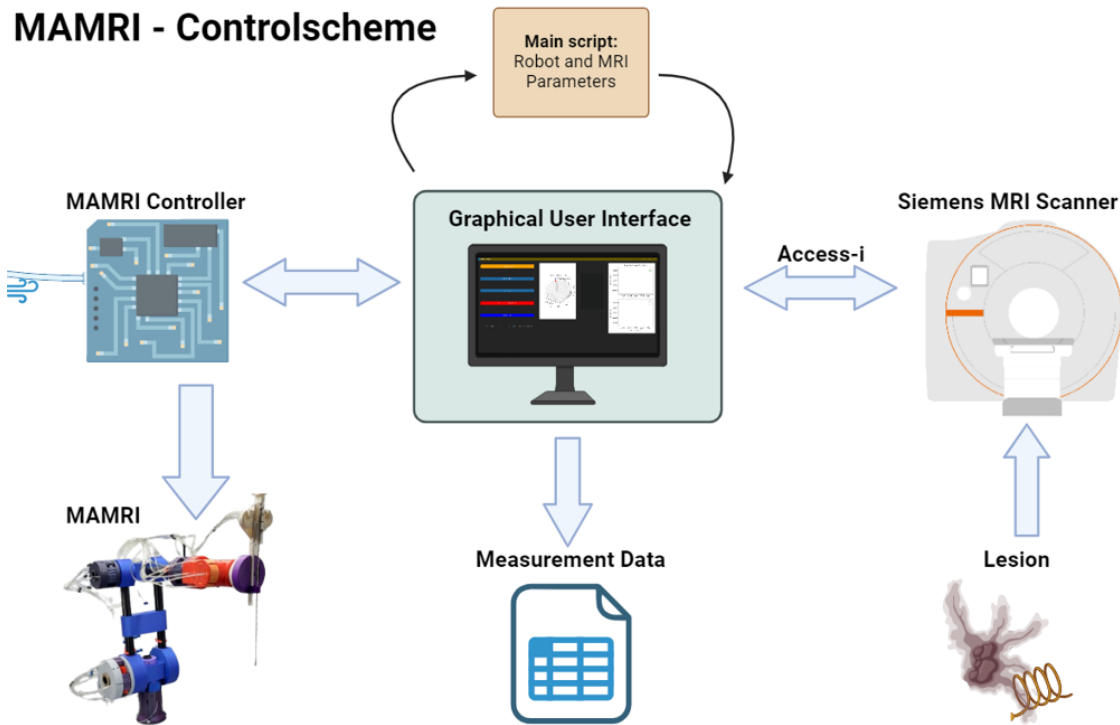 MAMRI - Controlscheme
Main script:
Robot and MRI
Parameters
MAMRI Controller
Graphical User Interface
Siemens MRI Scanner
Access-i
MAMRI
Measurement Data
Lesion